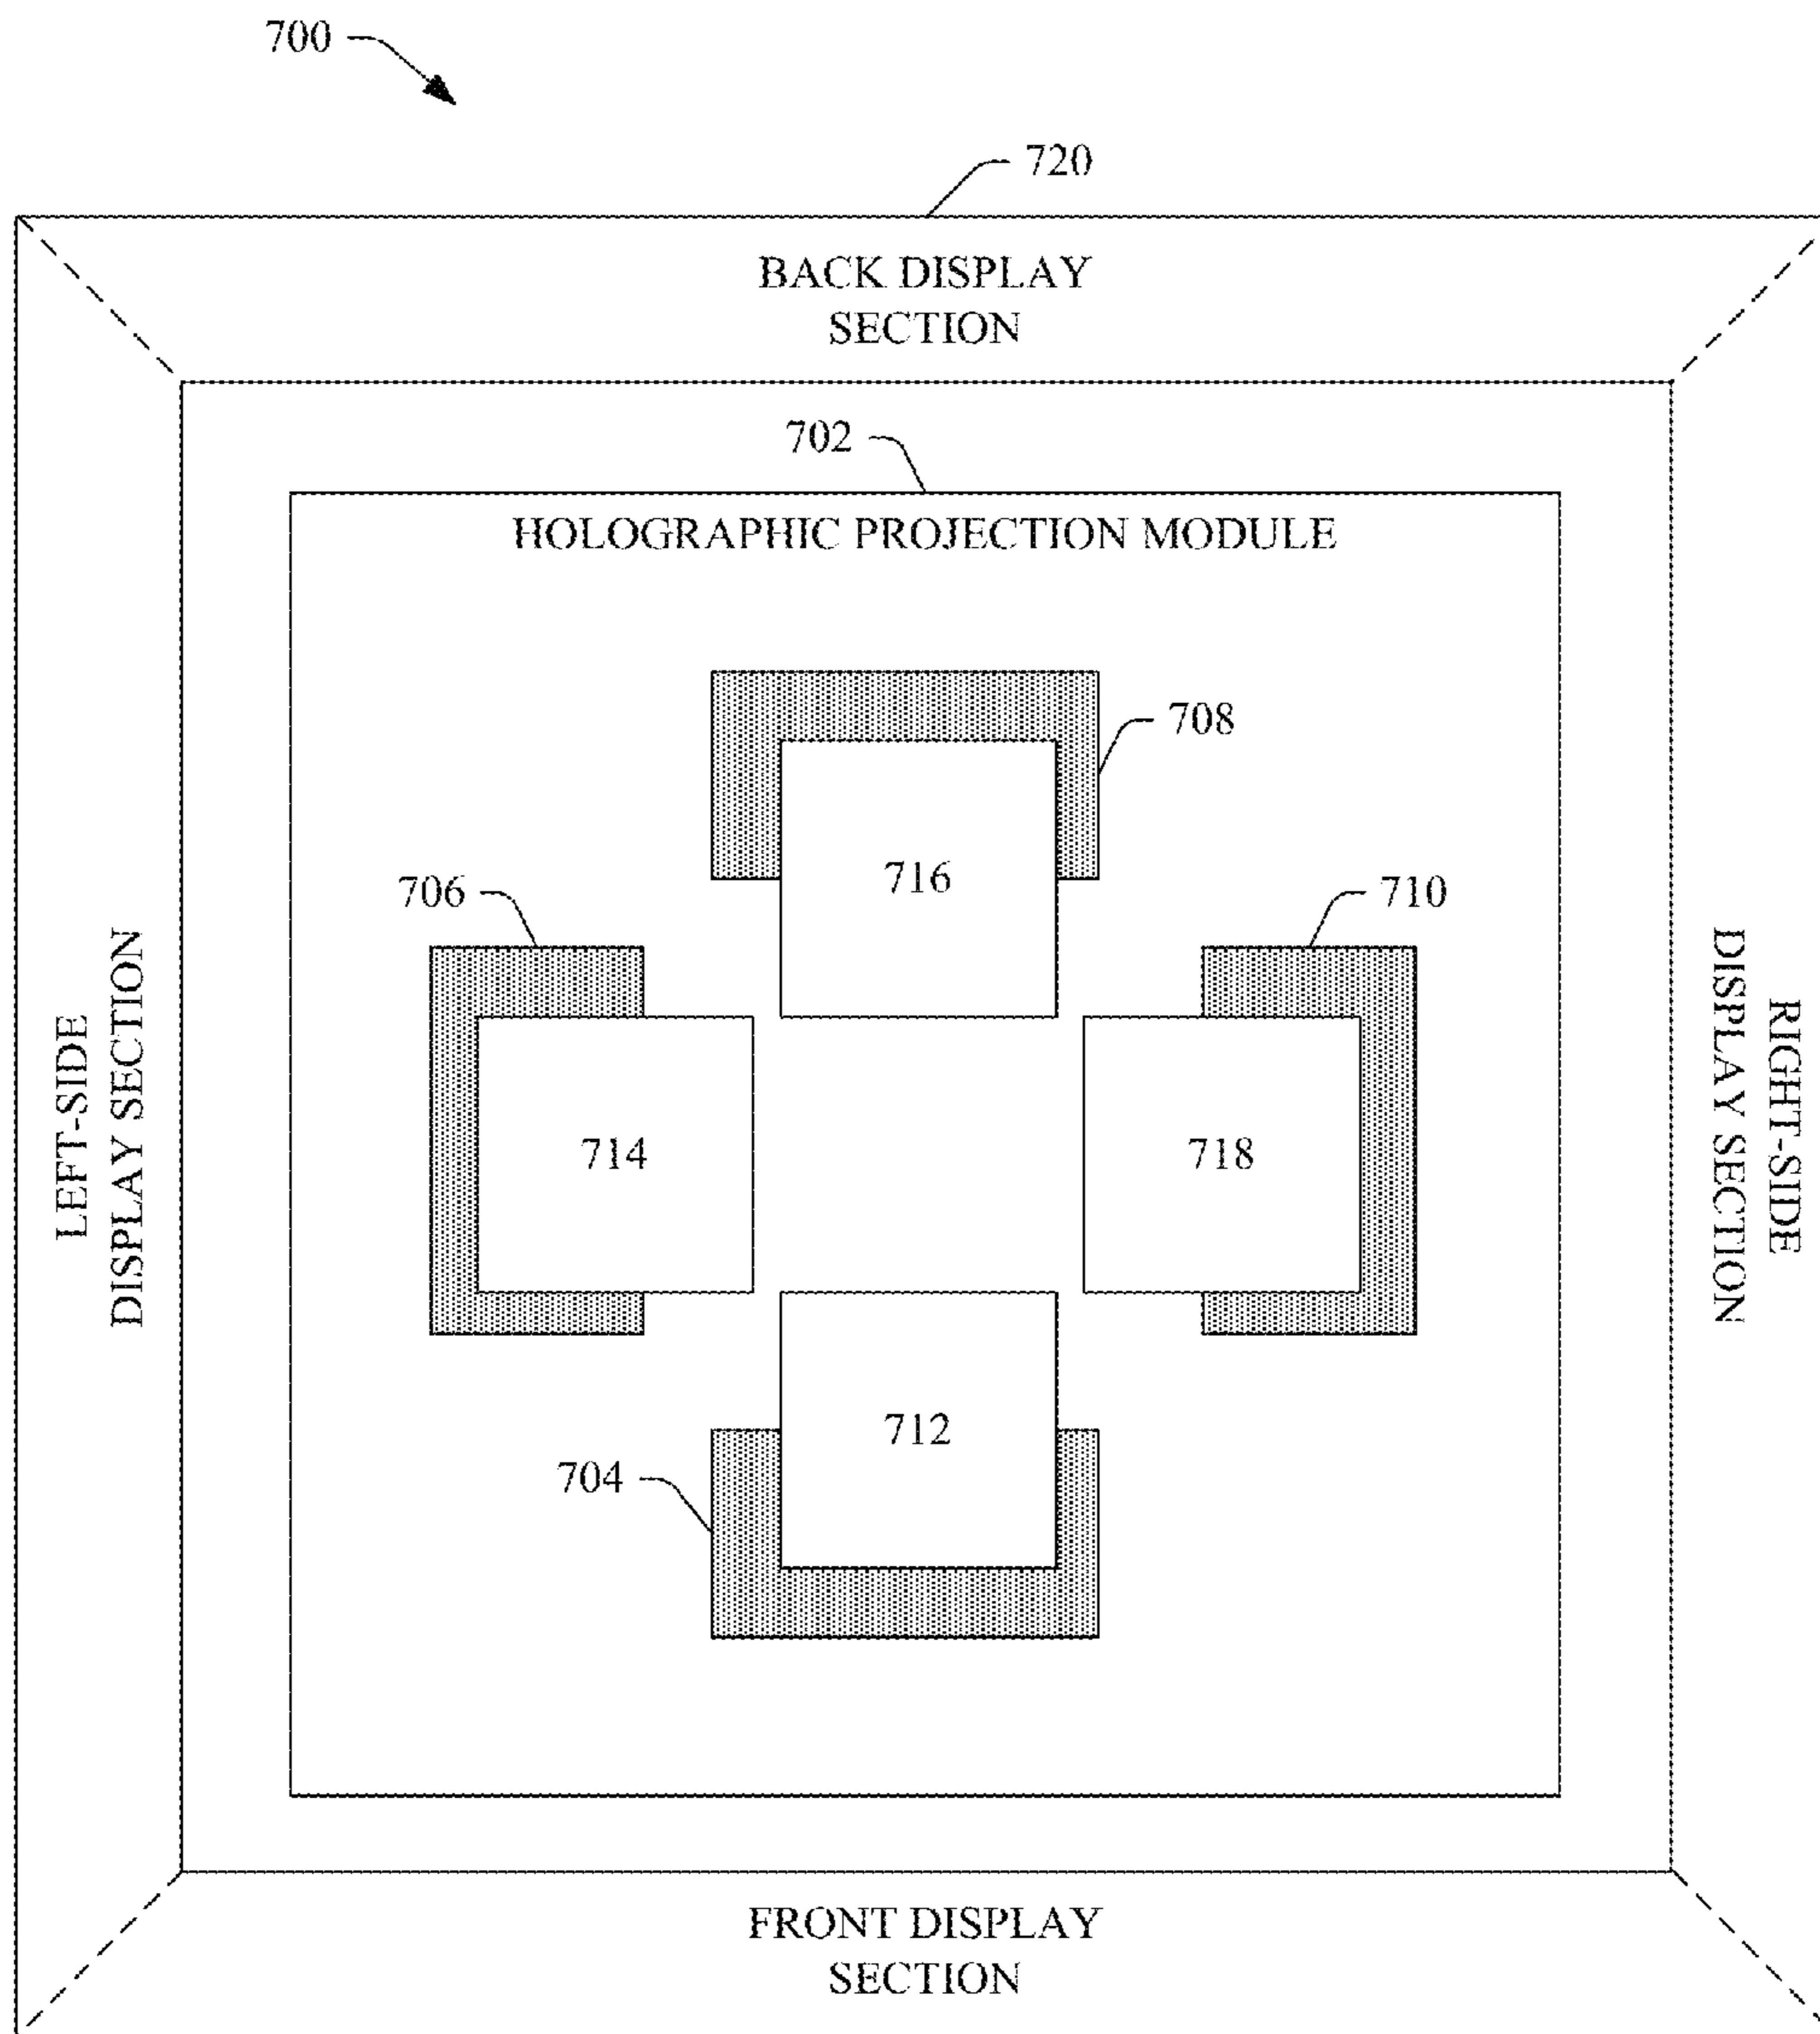 700
720
BACK DISPLAY
SECTION
702
HOLOGRAPHIC PROJECTION MODULE
708
716
706
710
LEFT-SIDE
DISPLAY SECTION
714
718
RIGHT-SIDE
DISPLAY SECTION
712
704
FRONT DISPLAY
SECTION